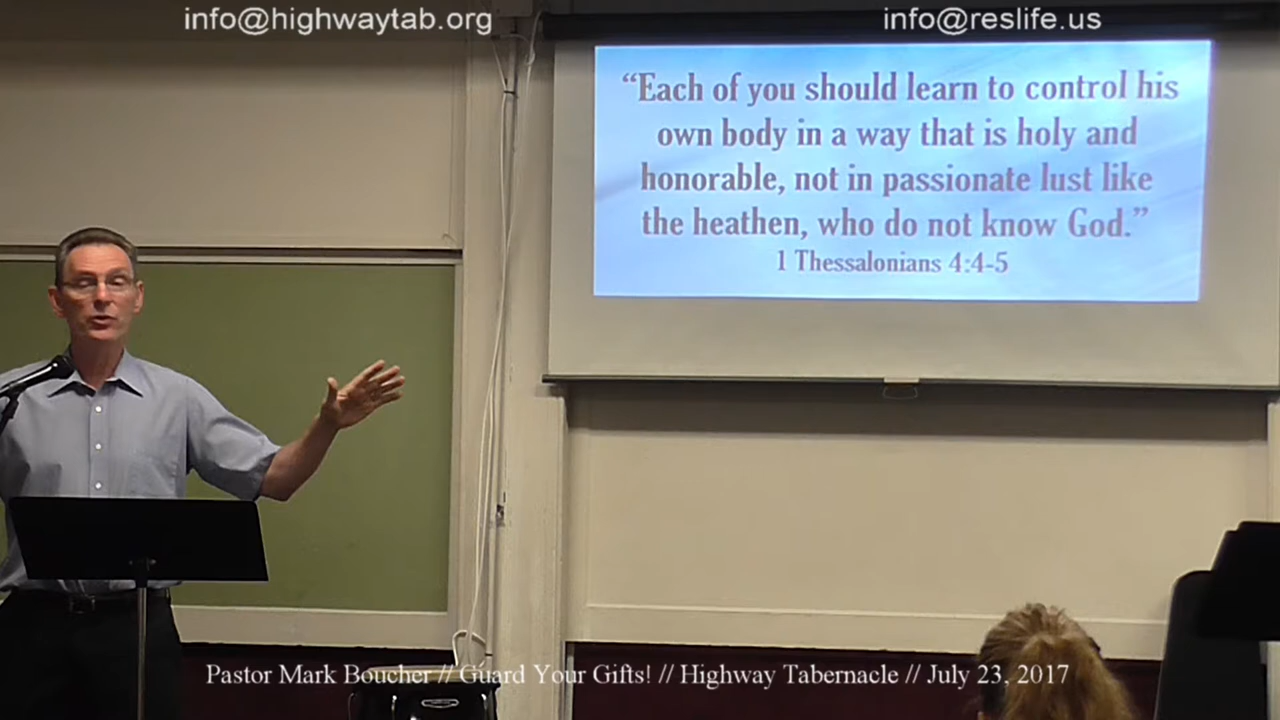 info@highwaytab.org
info@reslife.us
“Each of you should learn to control his
own body in a way that is holy and
honorable, not in passionate lust like
the heathen, who do not know God.”
1 Thessalonians 4:4-5
Pastor Mark Boucher // Guard Your Gifts! // Highway Tabernacle // July 23, 2017